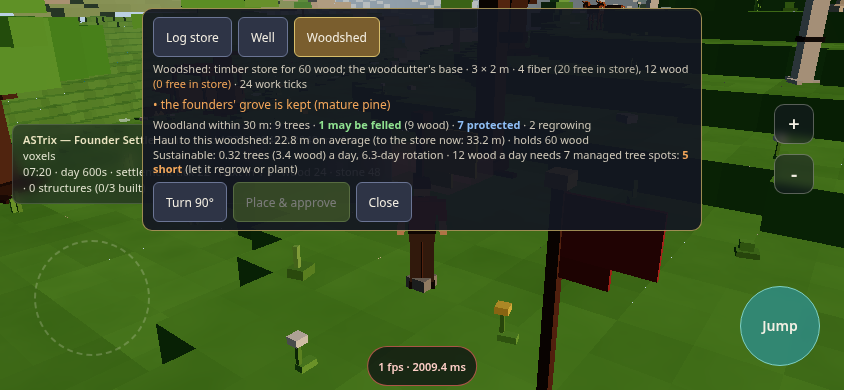 Log store
Well
Woodshed
Woodshed: timber store for 60 wood; the woodcutter's base · 3 × 2 m · 4 fiber (20 free in store), 12 wood
(0 free in store) · 24 work ticks
• the founders' grove is kept (mature pine)
Woodland within 30 m: 9 trees · 1 may be felled (9 wood) · 7 protected · 2 regrowing
Haul to this woodshed: 22.8 m on average (to the store now: 33.2 m) · holds 60 wood
Sustainable: 0.32 trees (3.4 wood) a day, 6.3-day rotation · 12 wood a day needs 7 managed tree spots: 5
short (let it regrow or plant)
Turn 90°
Place & approve
Close
ASTrix — Founder Sett
voxels
07:20 · day 600s · settle
· 0 structures (0/3 built
+
-
Jump
1 fps · 2009.4 ms